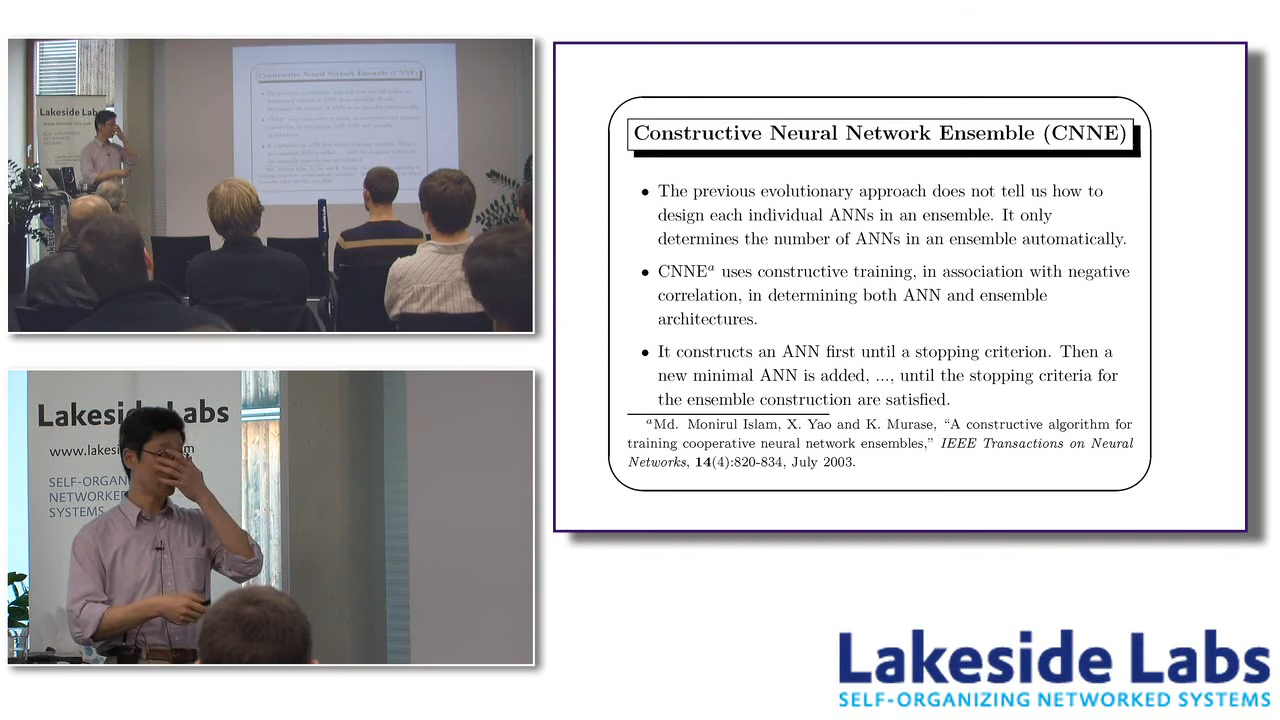 Lakeside Labs
SELF-ORGANIZING
NETWORKED
SYSTEMS
Constructive Neural Network Ensemble (CNNE)
Lakeside Labs
www.lakesi
m
SELF-ORGAN
NETWORKED
SYSTEMS
Constructive Neural Network Ensemble (CNNE)
• The previous evolutionary approach does not tell us how to
design each individual ANNs in an ensemble. It only
determines the number of ANNs in an ensemble automatically.
• CNNEa uses constructive training, in association with negative
correlation, in determining both ANN and ensemble
architectures.
• It constructs an ANN first until a stopping criterion. Then a
new minimal ANN is added, ..., until the stopping criteria for
the ensemble construction are satisfied.
aMd. Monirul Islam, X. Yao and K. Murase, “A constructive algorithm for
training cooperative neural network ensembles,” IEEE Transactions on Neural
Networks, 14(4):820-834, July 2003.
Lakeside Labs
SELF-ORGANIZING NETWORKED SYSTEMS